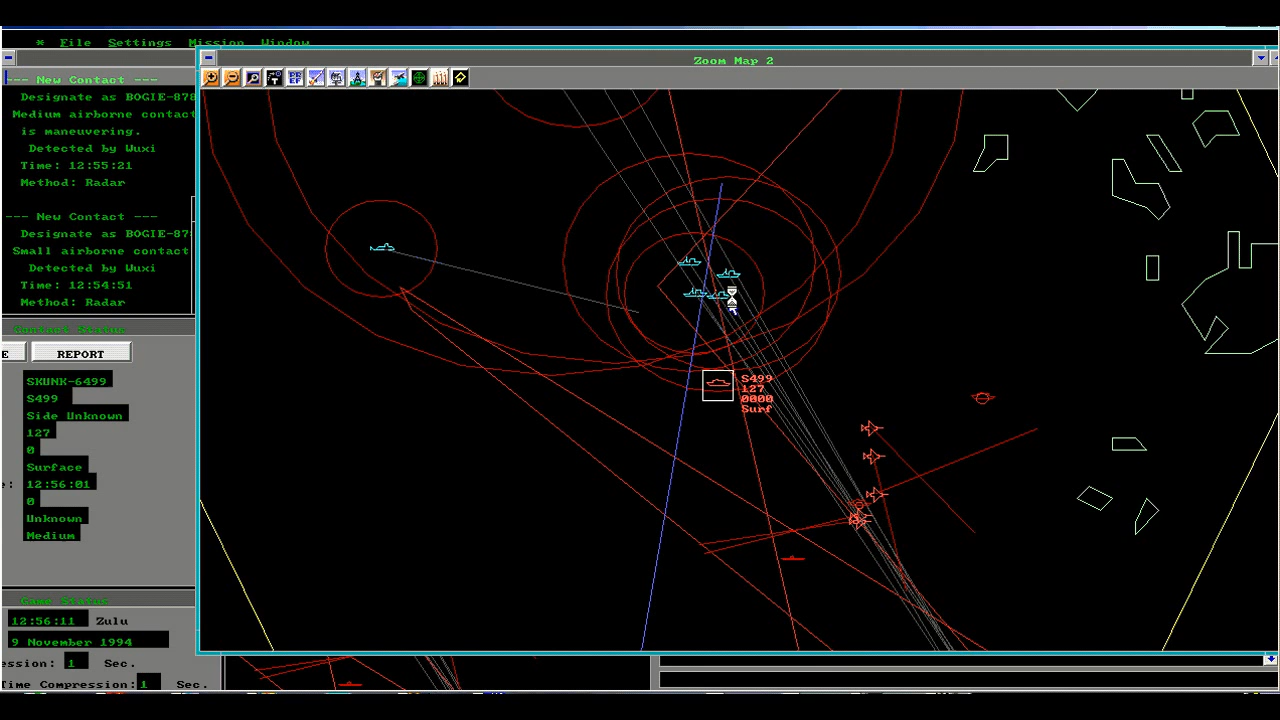 * File Settings Mission Window
Zoom Map 2
--- New Contact ---
Designate as BOGIE-878
Medium airborne contact
is maneuvering.
Detected by Wuxi
Time: 12:55:21
Method: Radar
--- New Contact ---
Designate as BOGIE-87
Small airborne contact
Detected by Wuxi
Time: 12:54:51
Method: Radar
Contact Status
E REPORT
SKUNK-6499
S499
Side Unknown
127
0
Surface
: 12:56:01
0
Unknown
Medium
S499
127
0000
Surf
Game Status
12:56:11 Zulu
9 November 1994
ession: 1 Sec.
Time Compression: 1 Sec.